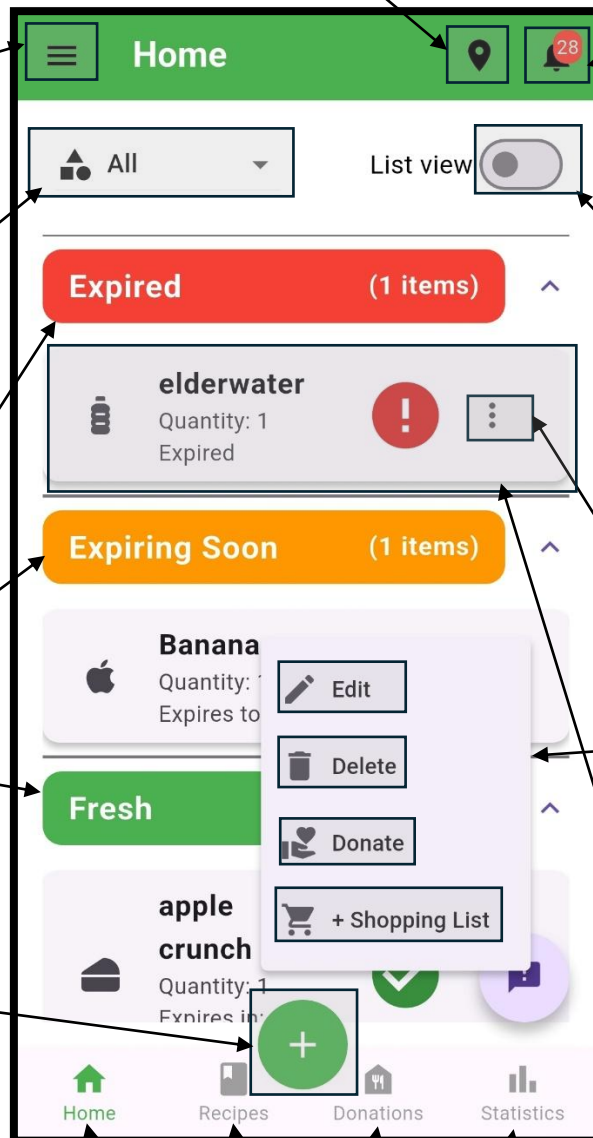 Home
28
All
List view
Expired (1 items)
elderwater
Quantity: 1
Expired
Expiring Soon (1 items)
Banana
Quantity:
Expires
Edit
Delete
Donate
+ Shopping List
Fresh
apple
crunch
Quantity: 1
Expires in:
Home Recipes Donations Statistics